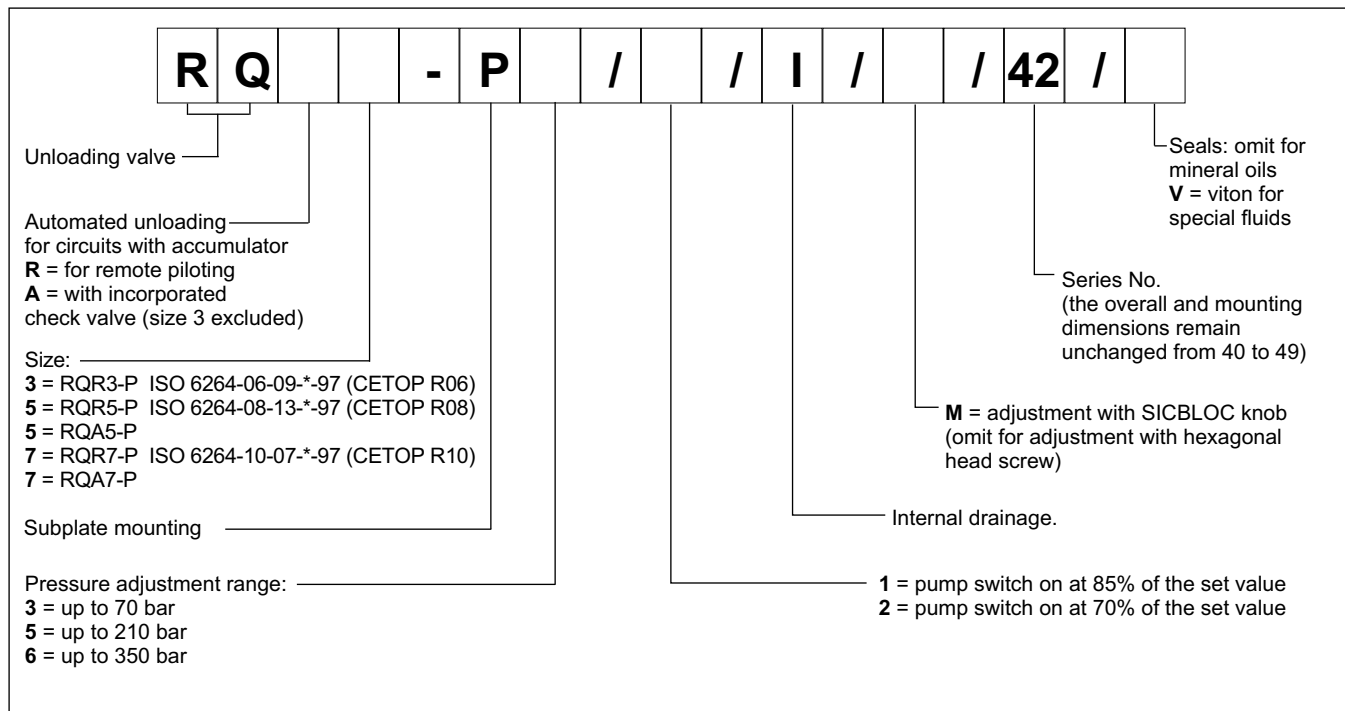 R Q - P / / I / / 42 /
Unloading valve
Automated unloading
for circuits with accumulator
R = for remote piloting
A = with incorporated
check valve (size 3 excluded)
Size:
3 = RQR3-P ISO 6264-06-09-*-97 (CETOP R06)
5 = RQR5-P ISO 6264-08-13-*-97 (CETOP R08)
5 = RQA5-P
7 = RQR7-P ISO 6264-10-07-*-97 (CETOP R10)
7 = RQA7-P
Subplate mounting
Pressure adjustment range:
3 = up to 70 bar
5 = up to 210 bar
6 = up to 350 bar
Seals: omit for
mineral oils
V = viton for
special fluids
Series No.
(the overall and mounting
dimensions remain
unchanged from 40 to 49)
M = adjustment with SICBLOC knob
(omit for adjustment with hexagonal
head screw)
Internal drainage.
1 = pump switch on at 85% of the set value
2 = pump switch on at 70% of the set value